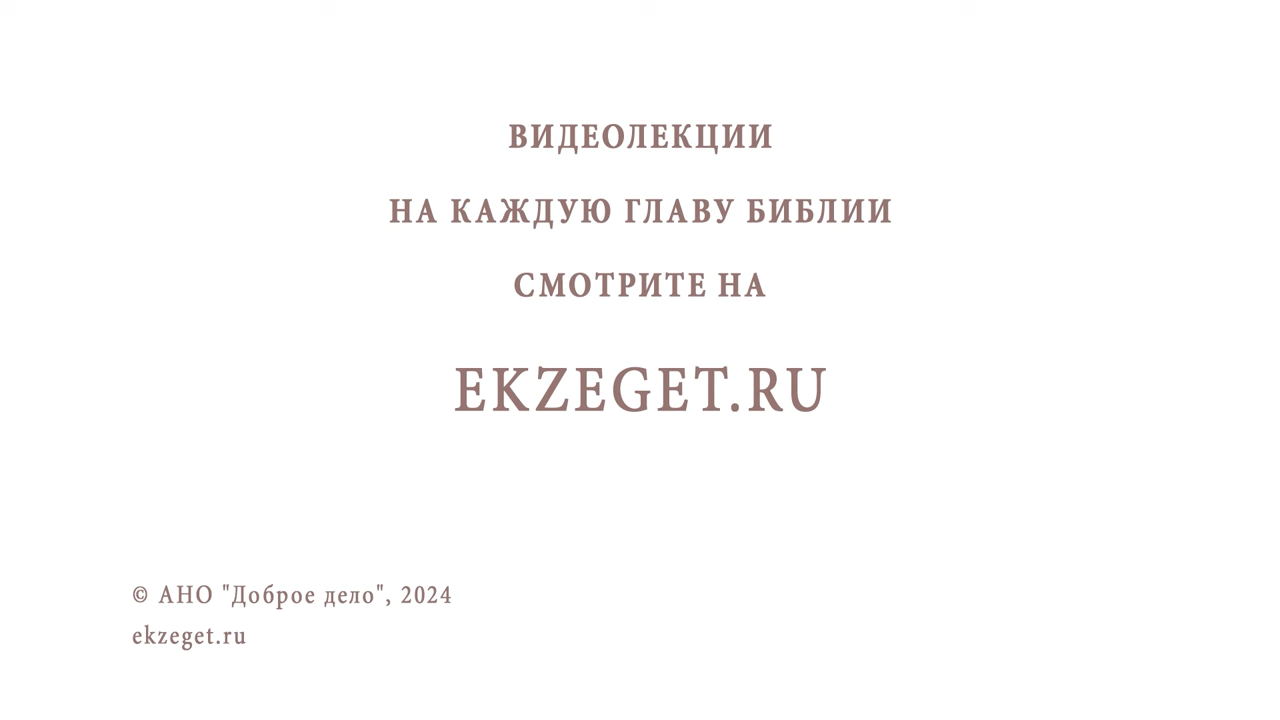 ВИДЕОЛЕКЦИИ
НА КАЖДУЮ ГЛАВУ БИБЛИИ
СМОТРИТЕ НА
EKZEGET.RU
© АНО "Доброе дело", 2024
ekzeget.ru